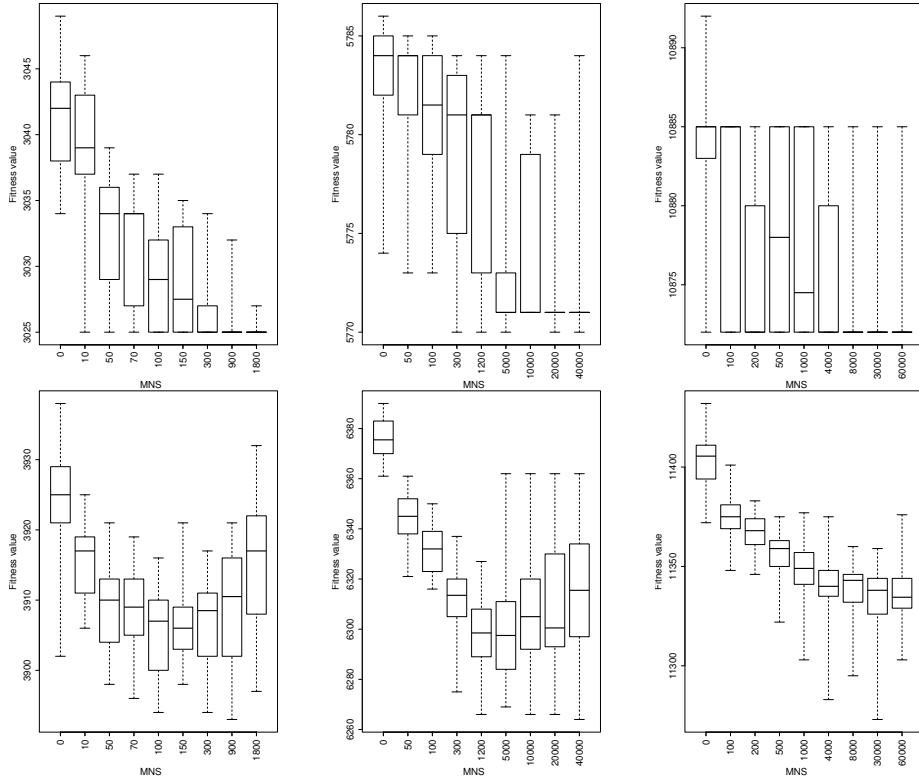 3025 3030 3035 3040 3045
Fitness value
0 10 50 70 100 150 300 900 1800
MNS
5770 5775 5780 5785
Fitness value
0 50 100 300 1200 5000 10000 20000 40000
MNS
10875 10880 10885 10890
Fitness value
0 100 200 500 1000 4000 8000 30000 60000
MNS
3900 3910 3920 3930
Fitness value
0 10 50 70 100 150 300 900 1800
MNS
6260 6280 6300 6320 6340 6360 6380
Fitness value
0 50 100 300 1200 5000 10000 20000 40000
MNS
11300 11350 11400
Fitness value
0 100 200 500 1000 4000 8000 30000 60000
MNS